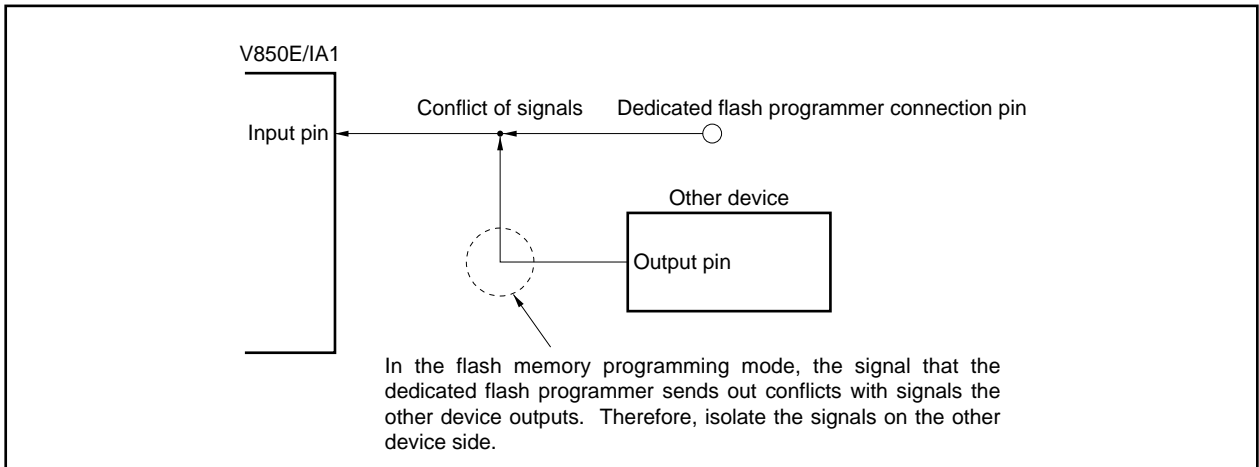 V850E/IA1
Conflict of signals
Dedicated flash programmer connection pin
Input pin
Other device
Output pin
In the flash memory programming mode, the signal that the
dedicated flash programmer sends out conflicts with signals the
other device outputs. Therefore, isolate the signals on the other
device side.